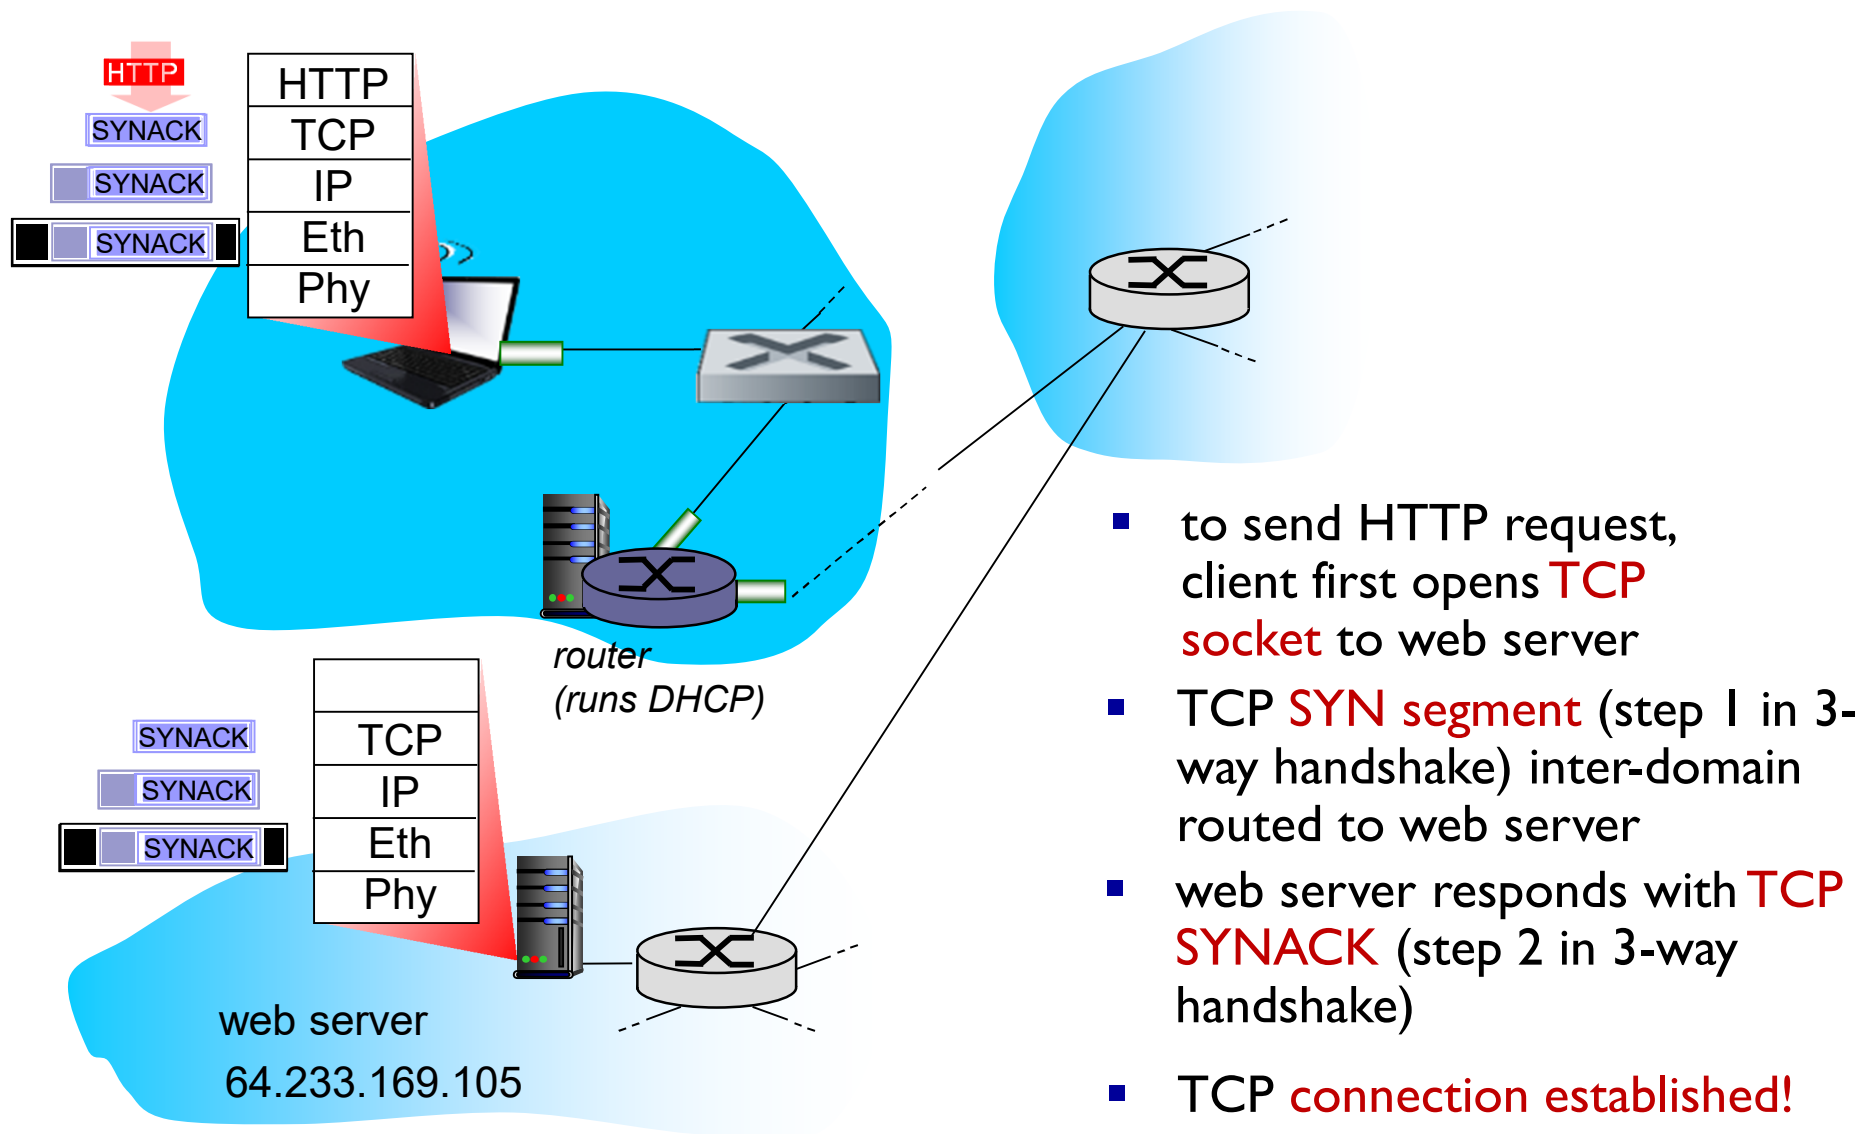 HTTP
SYNACK
SYNACK
SYNACK
HTTP
TCP
IP
Eth
Phy
router
(runs DHCP)
SYNACK
SYNACK
SYNACK
TCP
IP
Eth
Phy
web server
64.233.169.105
to send HTTP request,
client first opens TCP
socket to web server
TCP SYN segment (step 1 in 3-
way handshake) inter-domain
routed to web server
web server responds with TCP
SYNACK (step 2 in 3-way
handshake)
TCP connection established!